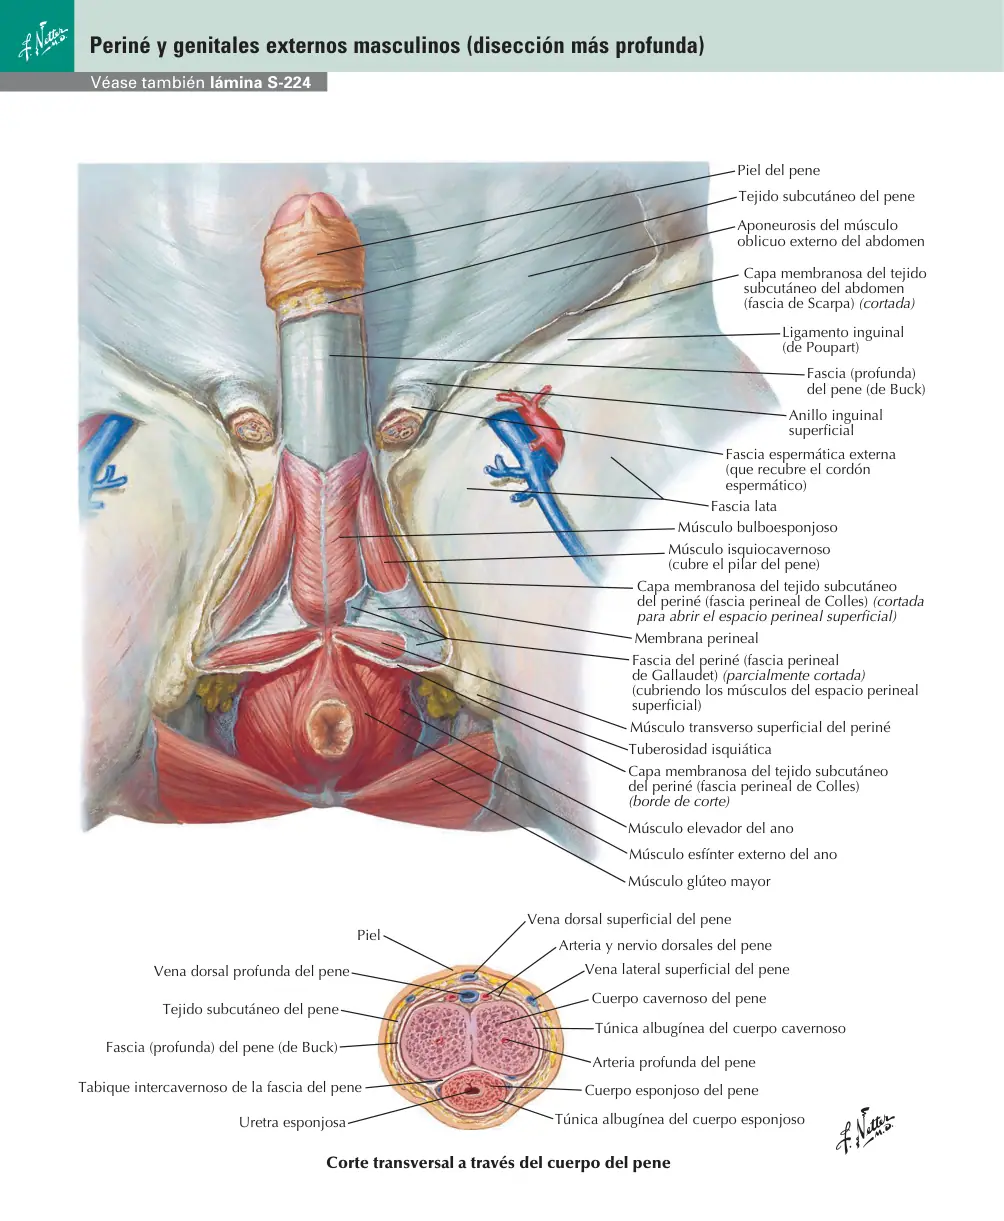 F. Netter M.D.
Periné y genitales externos masculinos (disección más profunda)
Véase también lámina S-224
Piel del pene
Tejido subcutáneo del pene
Aponeurosis del músculo
oblicuo externo del abdomen
Capa membranosa del tejido
subcutáneo del abdomen
(fascia de Scarpa) (cortada)
Ligamento inguinal
(de Poupart)
Fascia (profunda)
del pene (de Buck)
Anillo inguinal
superficial
Fascia espermática externa
(que recubre el cordón
espermático)
Fascia lata
Músculo bulboesponjoso
Músculo isquiocavernoso
(cubre el pilar del pene)
Capa membranosa del tejido subcutáneo
del periné (fascia perineal de Colles) (cortada
para abrir el espacio perineal superficial)
Membrana perineal
Fascia del periné (fascia perineal
de Gallaudet) (parcialmente cortada)
(cubriendo los músculos del espacio perineal
superficial)
Músculo transverso superficial del periné
Tuberosidad isquiática
Capa membranosa del tejido subcutáneo
del periné (fascia perineal de Colles)
(borde de corte)
Músculo elevador del ano
Músculo esfínter externo del ano
Músculo glúteo mayor
Vena dorsal superficial del pene
Piel
Arteria y nervio dorsales del pene
Vena dorsal profunda del pene
Vena lateral superficial del pene
Cuerpo cavernoso del pene
Tejido subcutáneo del pene
Túnica albugínea del cuerpo cavernoso
Fascia (profunda) del pene (de Buck)
Arteria profunda del pene
Tabique intercavernoso de la fascia del pene
Cuerpo esponjoso del pene
Uretra esponjosa
Túnica albugínea del cuerpo esponjoso
F. Netter M.D.
Corte transversal a través del cuerpo del pene